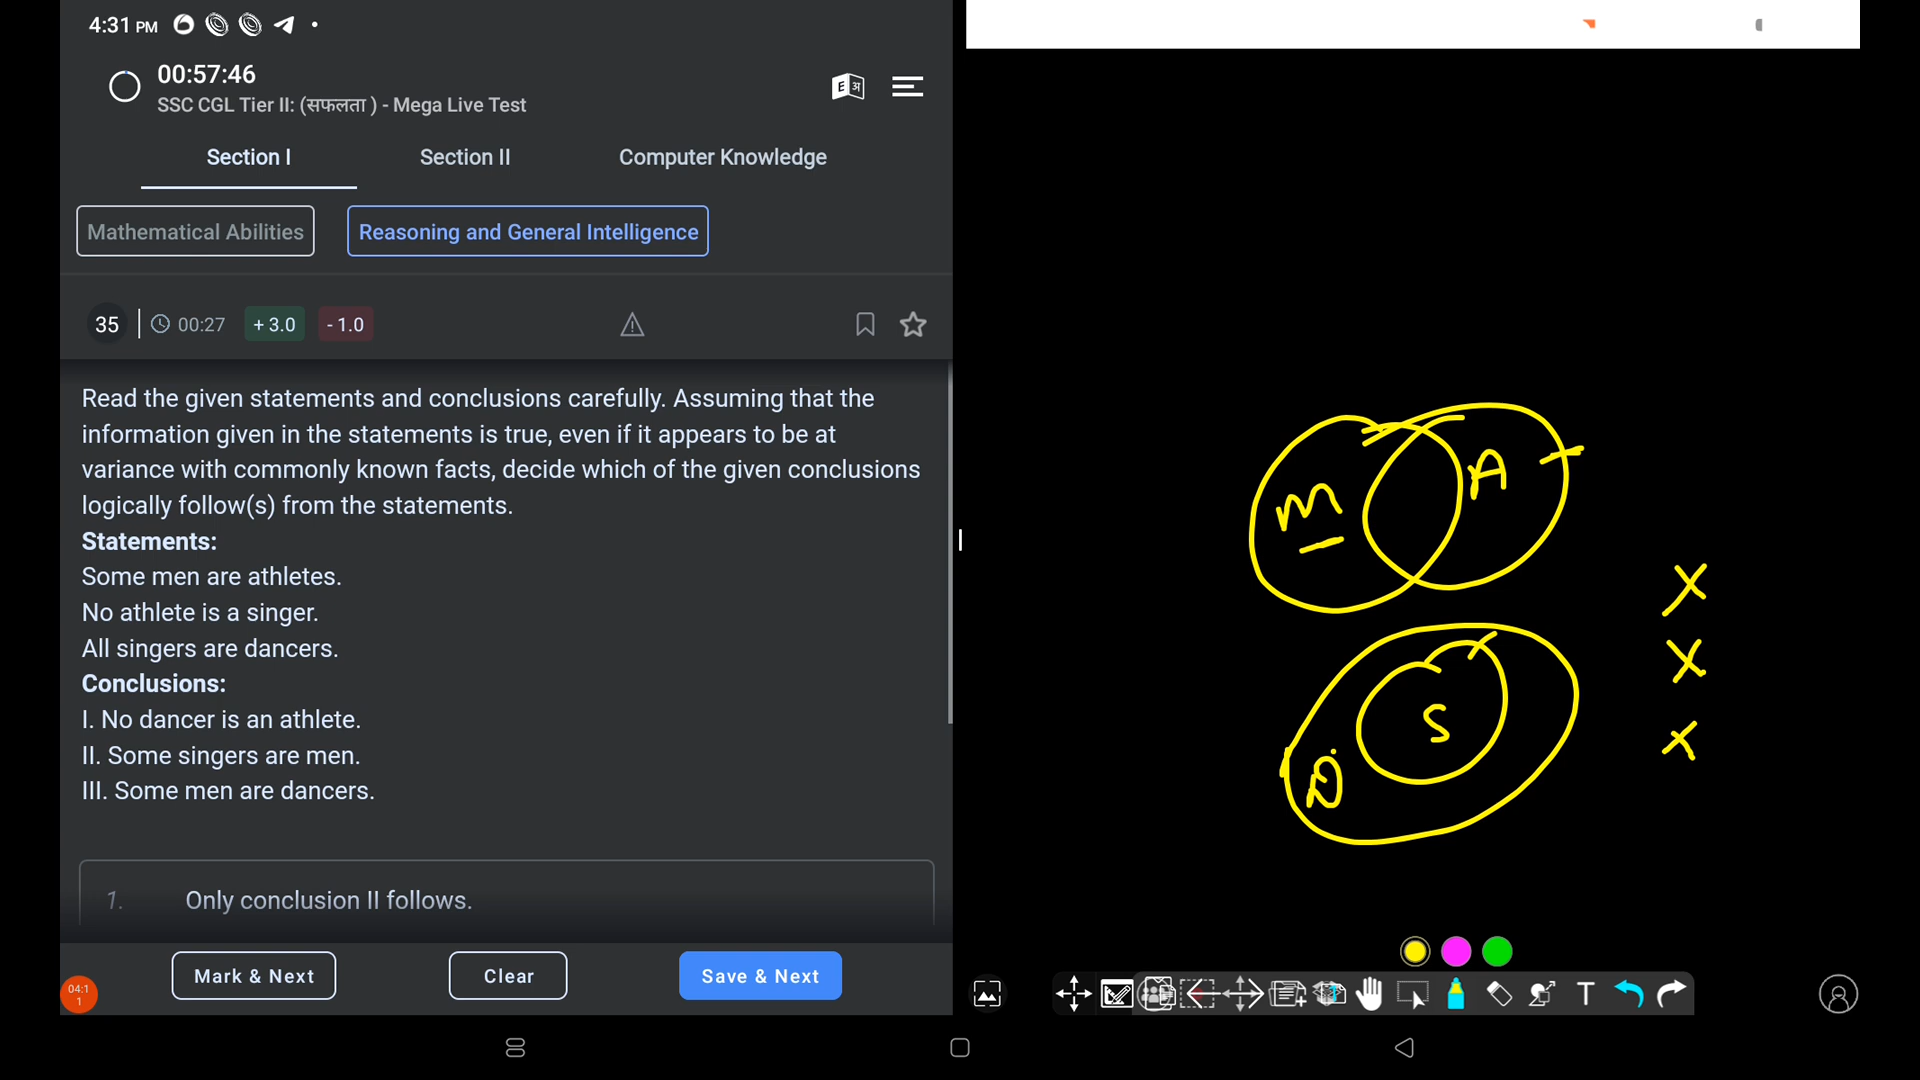 4:31 PM
00:57:46
SSC CGL Tier II: (सफलता ) - Mega Live Test
E अ
Section I
Section II
Computer Knowledge
Mathematical Abilities
Reasoning and General Intelligence
35
00:27
+ 3.0
- 1.0
Read the given statements and conclusions carefully. Assuming that the
information given in the statements is true, even if it appears to be at
variance with commonly known facts, decide which of the given conclusions
logically follow(s) from the statements.
Statements:
Some men are athletes.
No athlete is a singer.
All singers are dancers.
Conclusions:
I. No dancer is an athlete.
II. Some singers are men.
III. Some men are dancers.
1. Only conclusion II follows.
Mark & Next
Clear
Save & Next
04:1
1
M
A
S
D
X
X
X
T